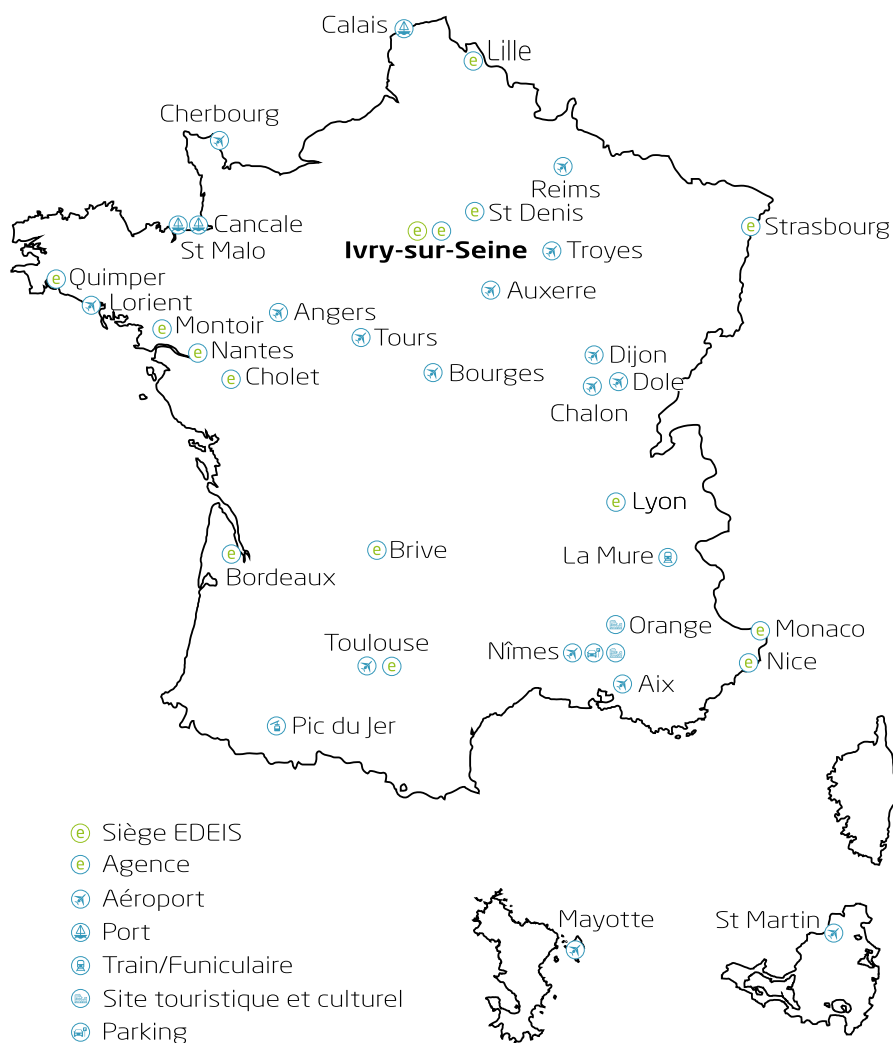 Calais
Lille
Cherbourg
Reims
St Denis
Cancale
St Malo
Strasbourg
Ivry-sur-Seine
Troyes
Quimper
Auxerre
Lorient
Angers
Montoir
Tours
Nantes
Dijon
Cholet
Bourges
Dole
Chalon
Lyon
Brive
La Mure
Bordeaux
Orange
Monaco
Toulouse
Nîmes
Nice
Aix
Pic du Jer
e Siège EDEIS
e Agence
Aéroport
Port
Train/Funiculaire
Site touristique et culturel
Parking
Mayotte
St Martin